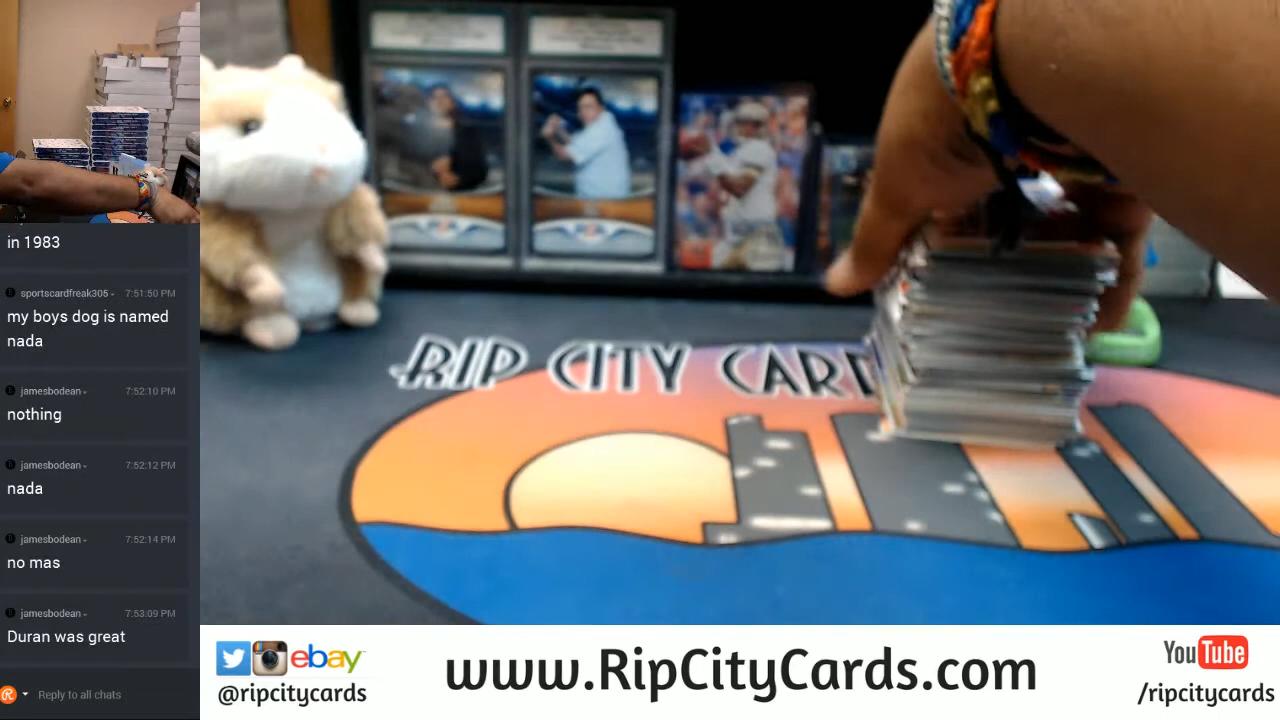 in 1983
sportscardfreak305
7:51:50 PM
my boys dog is named
nada
jamesbodean
7:52:10 PM
nothing
jamesbodean
7:52:12 PM
nada
jamesbodean
7:52:14 PM
no mas
jamesbodean
7:53:09 PM
Duran was great
Reply to all chats
RIP CITY CARD
ebay
@ripcitycards
www.RipCityCards.com
YouTube
/ripcitycards